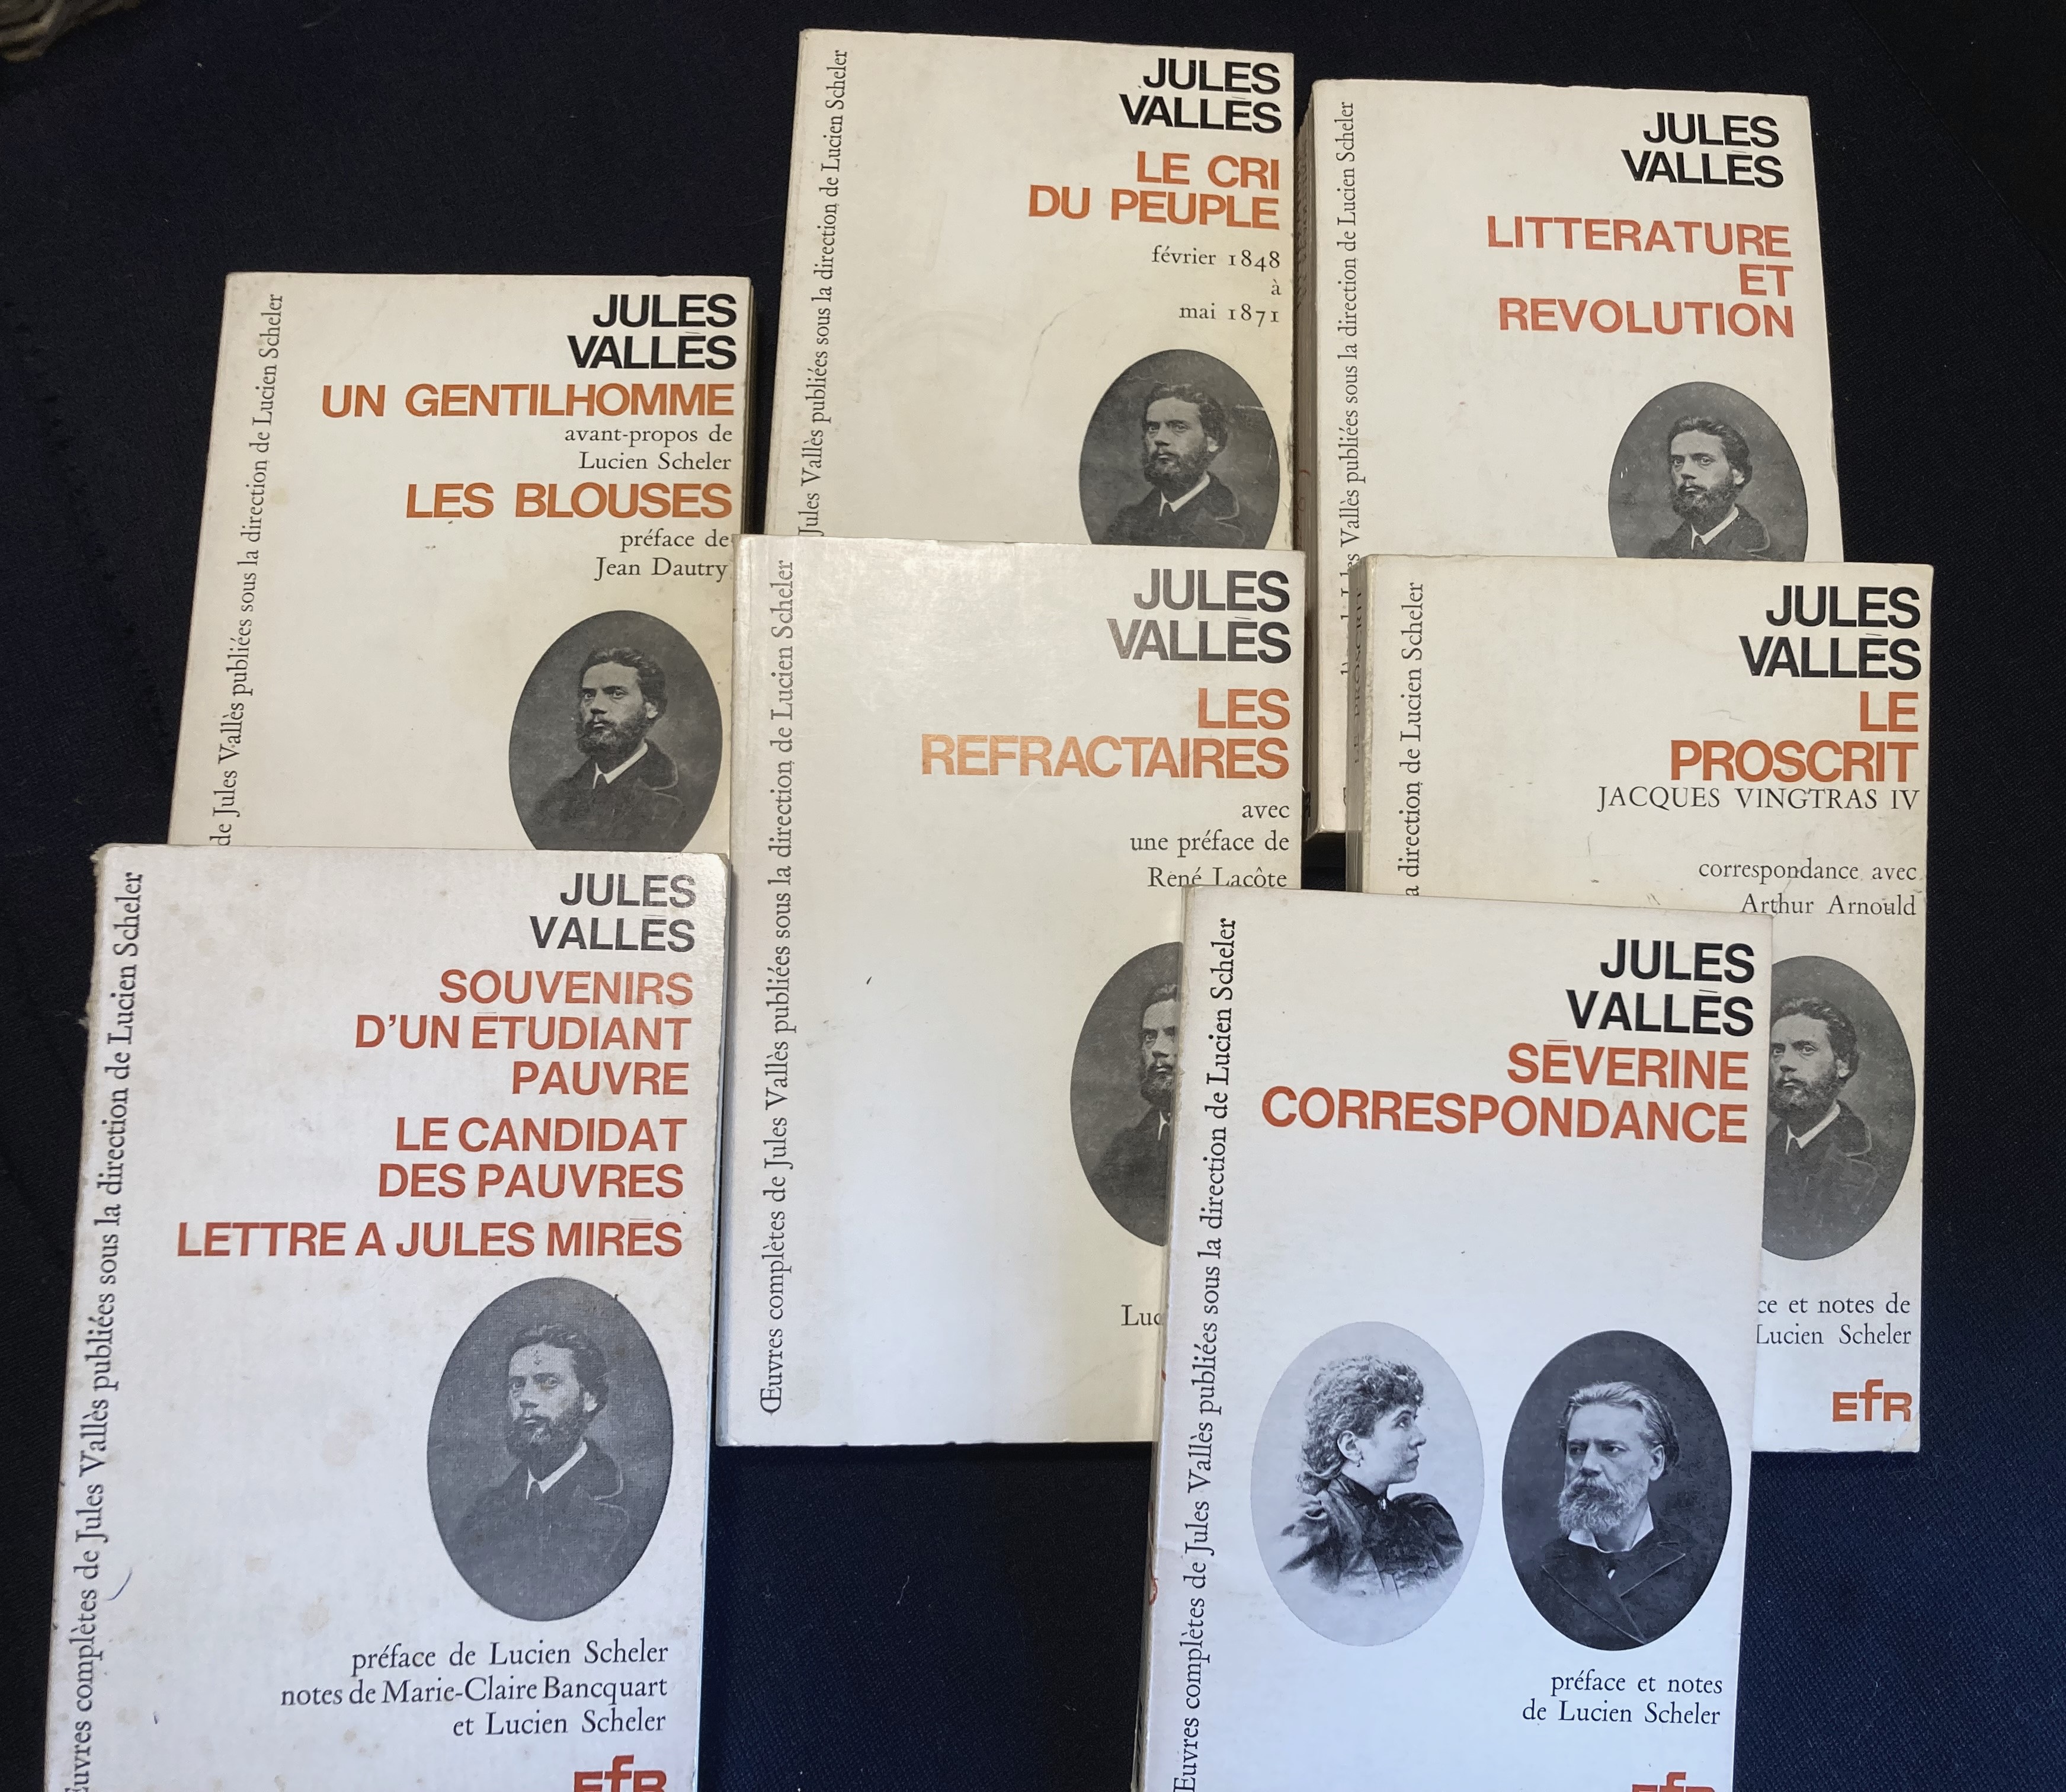 JULES
VALLÈS
LE CRI
DU PEUPLE
février 1848
à
mai 1871
Jules Vallès publiées sous la direction de Lucien Scheler
JULES
VALLÈS
LITTERATURE
ET
REVOLUTION
Vallès publiées sous la direction de Lucien Scheler
JULES
VALLÈS
UN GENTILHOMME
avant-propos de
Lucien Scheler
LES BLOUSES
préface de
Jean Dautry
de Jules Vallès publiées sous la direction de Lucien Scheler
JULES
VALLÈS
LES
REFRACTAIRES
avec
une préface de
René Lacôte
Œuvres complètes de Jules Vallès publiées sous la direction de Lucien Scheler
JULES
VALLÈS
LE
PROSCRIT
JACQUES VINGTRAS IV
correspondance avec
Arthur Arnould
et notes de
Lucien Scheler
EfR
direction de Lucien Scheler
JULES
VALLÈS
SOUVENIRS
D'UN ÉTUDIANT
PAUVRE
LE CANDIDAT
DES PAUVRES
LETTRE A JULES MIRÈS
préface de Lucien Scheler
notes de Marie-Claire Bancquart
et Lucien Scheler
EfR
Œuvres complètes de Jules Vallès publiées sous la direction de Lucien Scheler
JULES
VALLÈS
SÉVERINE
CORRESPONDANCE
préface et notes
de Lucien Scheler
EfR
Œuvres complètes de Jules Vallès publiées sous la direction de Lucien Scheler